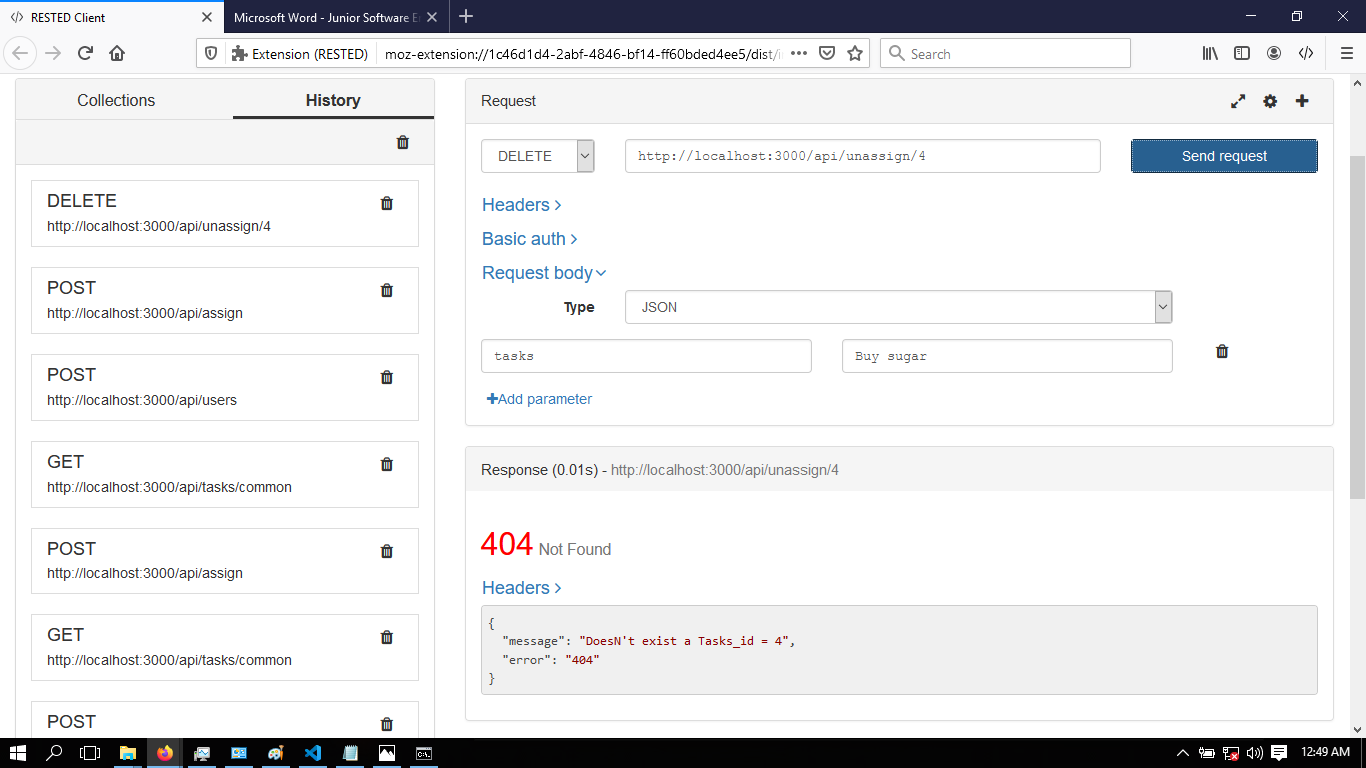 RESTED Client
Microsoft Word - Junior Software E
Extension (RESTED)
moz-extension://1c46d1d4-2abf-4846-bf14-ff60bded4ee5/dist/i
Search
Collections
History
DELETE
http://localhost:3000/api/unassign/4
POST
http://localhost:3000/api/assign
POST
http://localhost:3000/api/users
GET
http://localhost:3000/api/tasks/common
POST
http://localhost:3000/api/assign
GET
http://localhost:3000/api/tasks/common
POST
Request
DELETE
http://localhost:3000/api/unassign/4
Send request
Headers
Basic auth
Request body
Type
JSON
tasks
Buy sugar
Add parameter
Response (0.01s) - http://localhost:3000/api/unassign/4
404 Not Found
Headers
{
"message": "DoesN't exist a Tasks_id = 4",
"error": "404"
}
12:49 AM